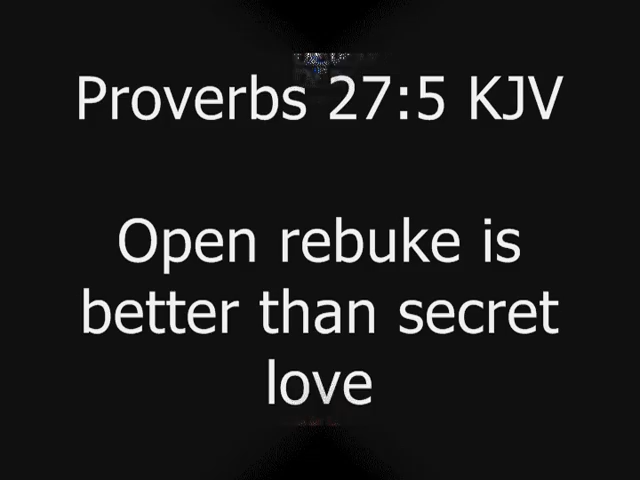 Proverbs 27:5 KJV
Open rebuke is
better than secret
love